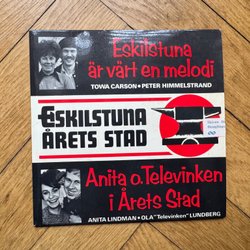 Eskilstuna
är värt en melodi
TOWA CARSON • PETER HIMMELSTRAND
ESKILSTUNA
ÅRETS STAD
Anita o. Televinken
i Årets Stad
ANITA LINDMAN • OLA "Televinken" LUNDBERG